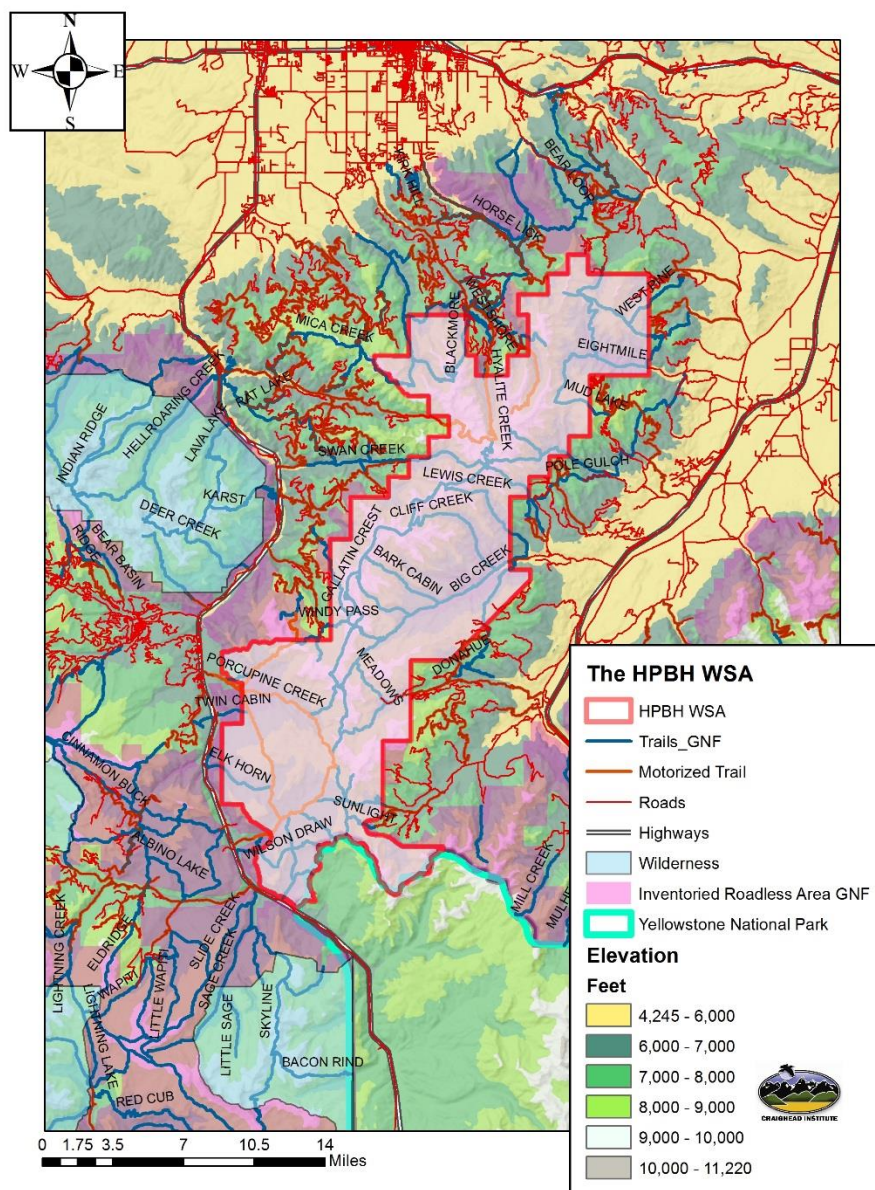 N
W
E
S
KIRK HILL
BEAR LOOP
HORSE LICK
WEST PINE
WEST SHORE
BLACKMORE
MICA CREEK
EIGHTMILE
HYALITE CREEK
HELLROARING CREEK
RAT LAKE
MUD LAKE
INDIAN RIDGE
LAVA LAKE
SWAN CREEK
POLE GULCH
LEWIS CREEK
KARST
CLIFF CREEK
DEER CREEK
GALLATIN CREST
BARK CABIN
BIG CREEK
BEAR BASIN
RIDGE
WINDY PASS
DONAHUE
PORCUPINE CREEK
MEADOWS
TWIN CABIN
ELK HORN
CINNAMON BUCK
SUNLIGHT
ALBINO LAKE
WILSON DRAW
MILL CREEK
MULHE
LIGHTNING CREEK
ELDRIDGE
SLIDE CREEK
SAGE CREEK
WAPITI
LITTLE WAPITI
LIGHTNING LAKE
LITTLE SAGE
SKYLINE
BACON RIND
RED CUB
The HPBH WSA
HPBH WSA
Trails_GNF
Motorized Trail
Roads
Highways
Wilderness
Inventoried Roadless Area GNF
Yellowstone National Park
Elevation
Feet
4,245 - 6,000
6,000 - 7,000
7,000 - 8,000
8,000 - 9,000
9,000 - 10,000
10,000 - 11,220
CRAIGHEAD INSTITUTE
0 1.75 3.5 7 10.5 14
Miles